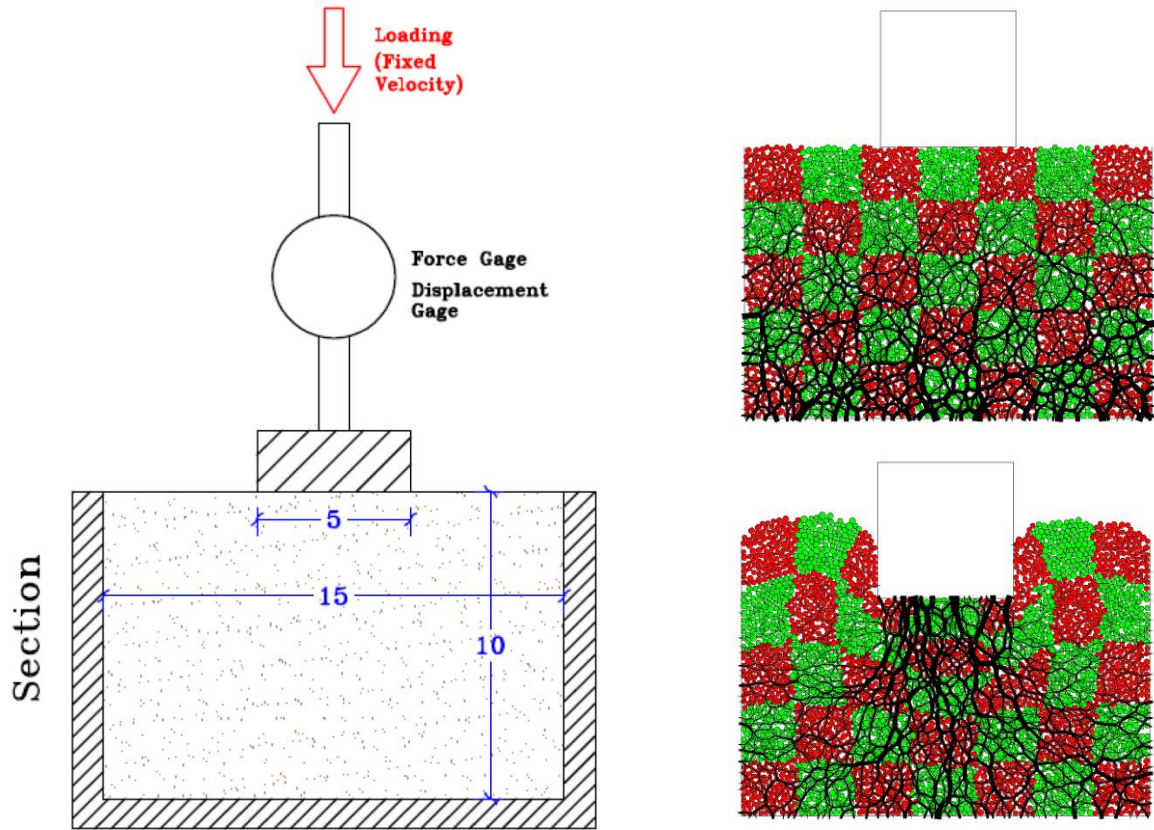 Loading
(Fixed
Velocity)
Force Gage
Displacement
Gage
5
15
10
Section